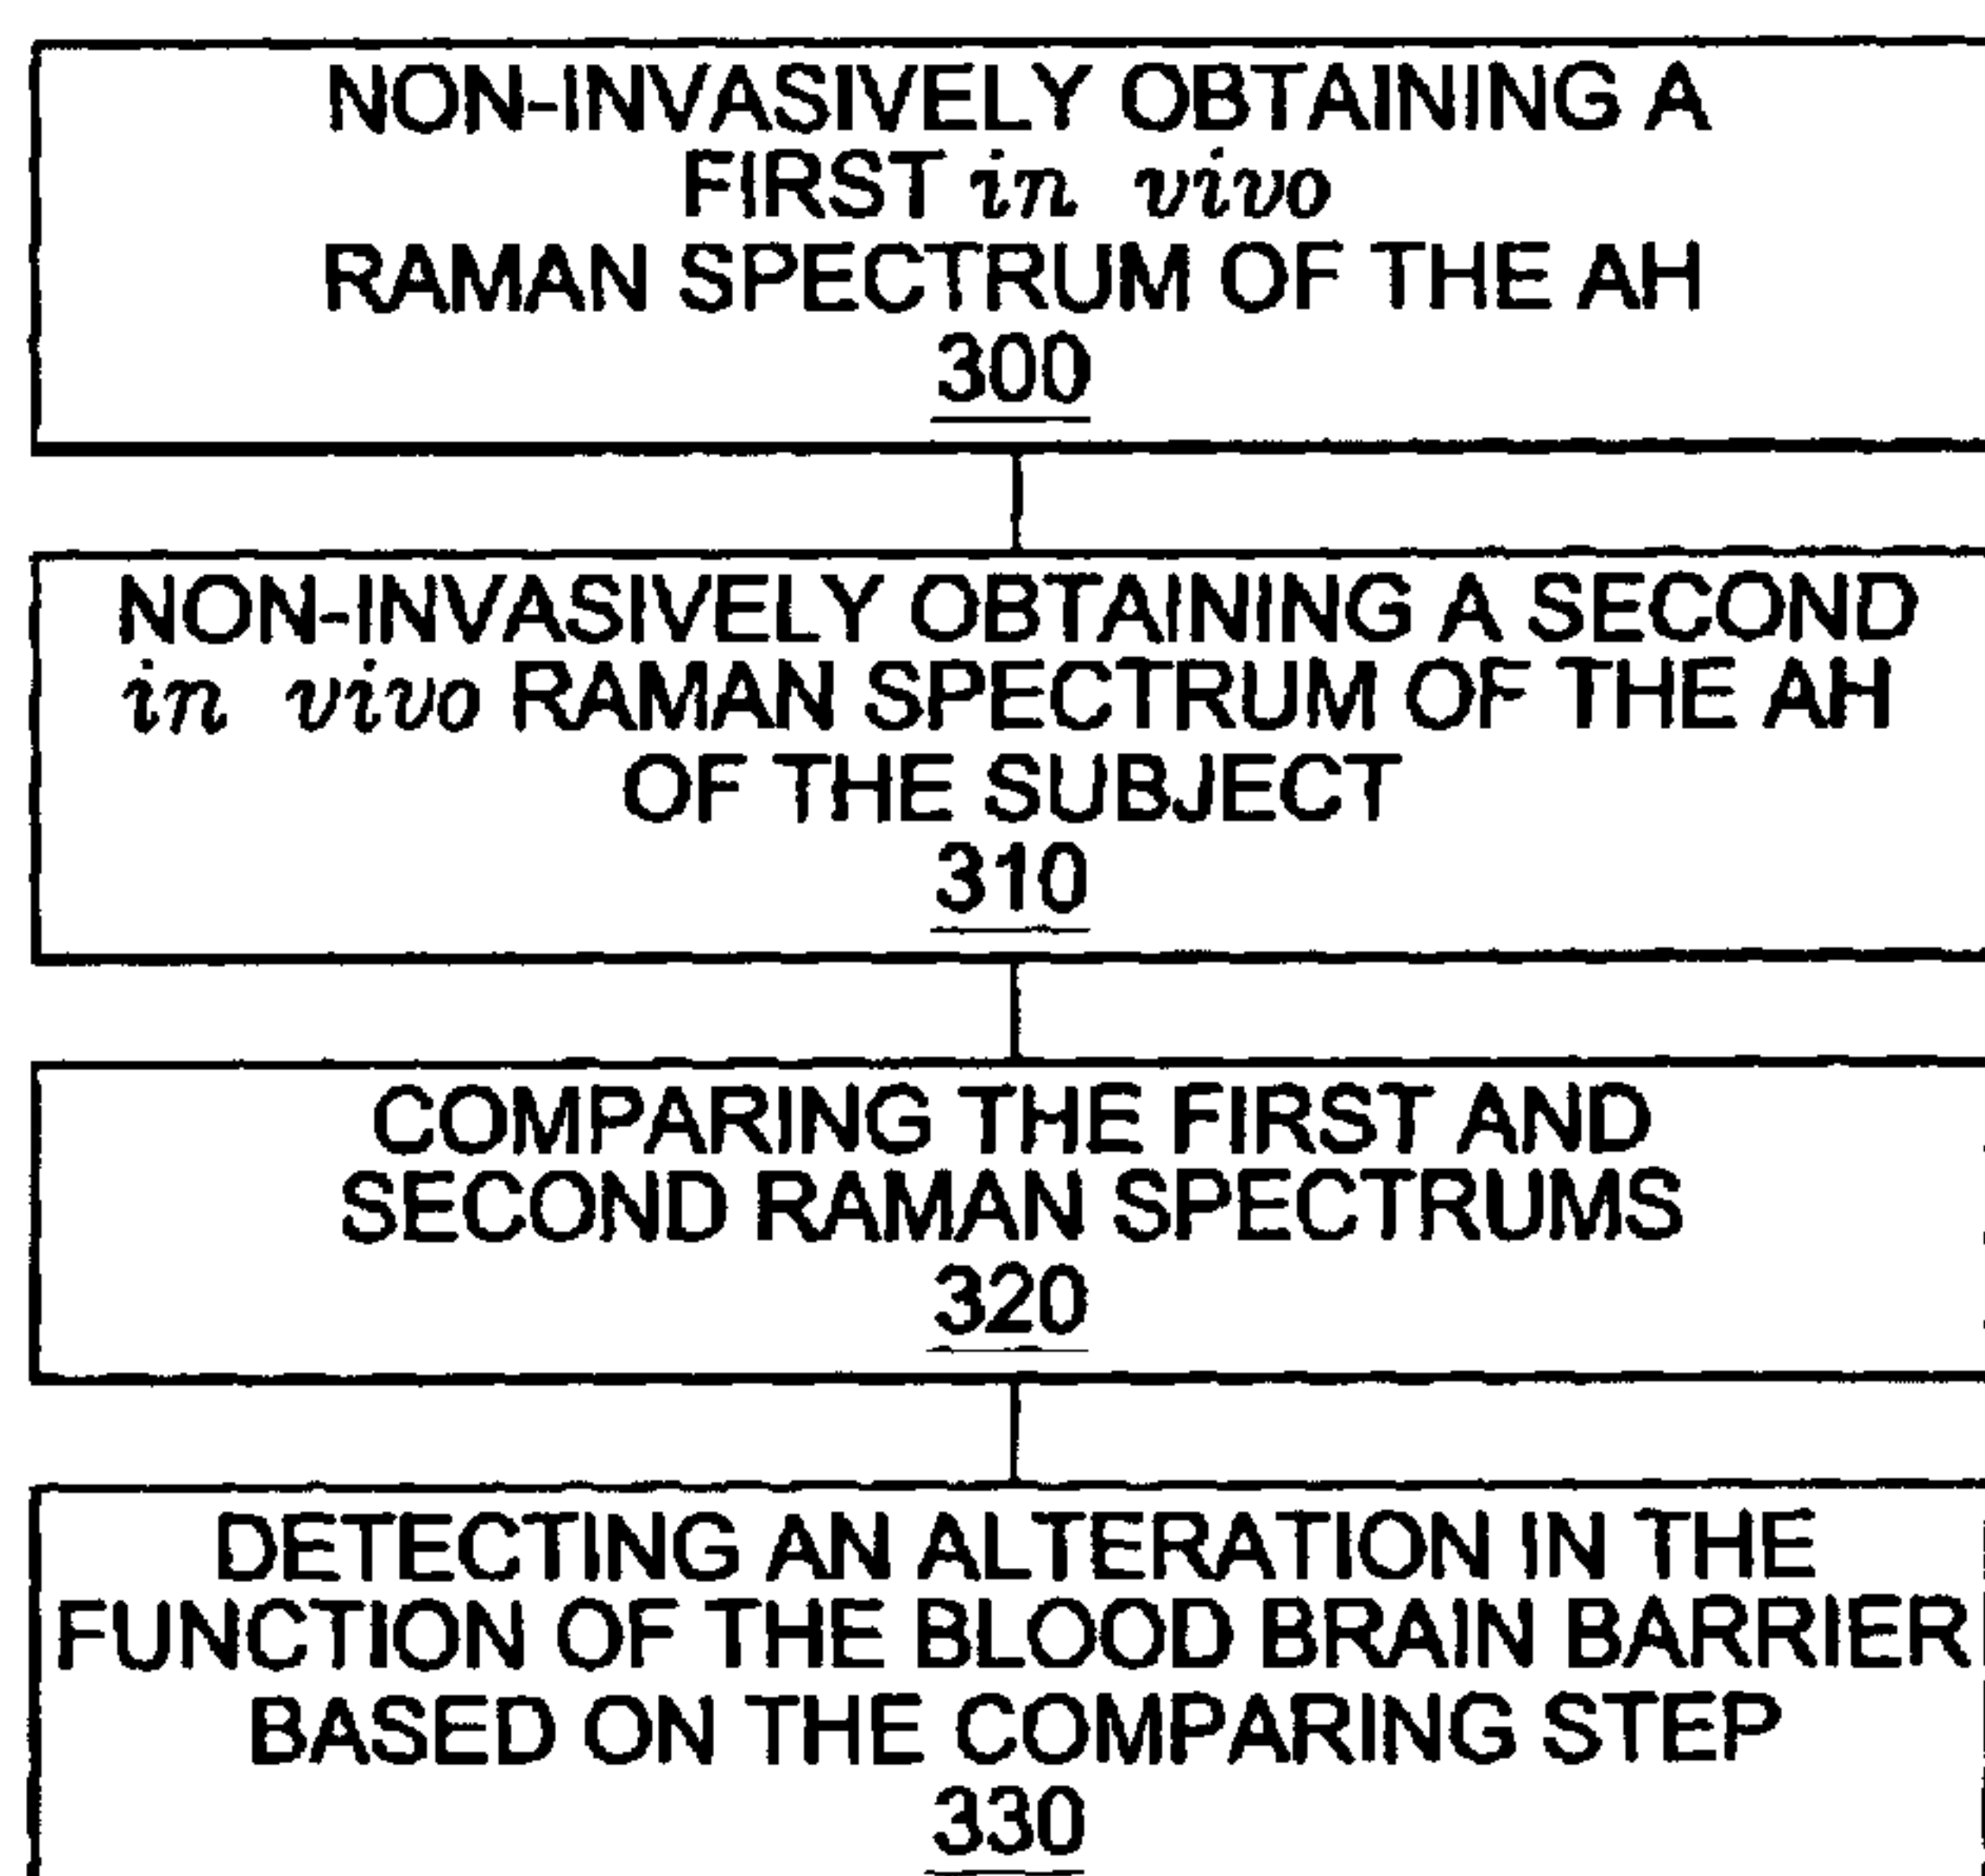 NON-INVASIVELY OBTAINING A
FIRST in vivo
RAMAN SPECTRUM OF THE AH
300
NON-INVASIVELY OBTAINING A SECOND
in vivo RAMAN SPECTRUM OF THE AH
OF THE SUBJECT
310
COMPARING THE FIRST AND
SECOND RAMAN SPECTRUMS
320
DETECTING AN ALTERATION IN THE
FUNCTION OF THE BLOOD BRAIN BARRIER
BASED ON THE COMPARING STEP
330